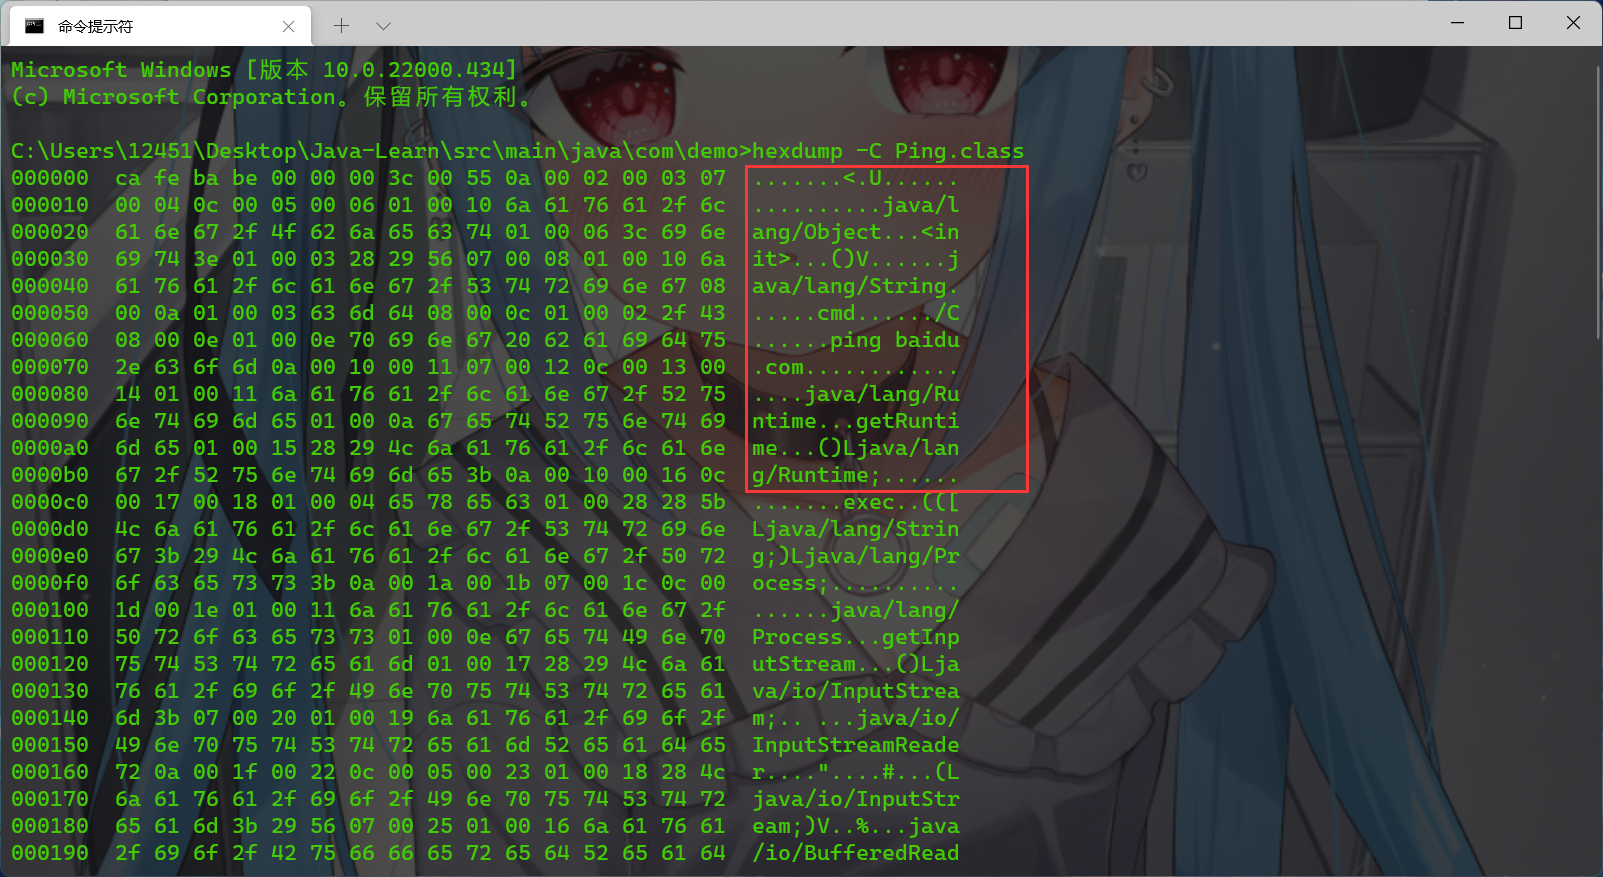 命令提示符
Microsoft Windows [版本 10.0.22000.434]
(c) Microsoft Corporation。保留所有权利。
C:\Users\12451\Desktop\Java-Learn\src\main\java\com\demo>hexdump -C Ping.class
000000  ca fe ba be 00 00 00 3c 00 55 0a 00 02 00 03 07  .......<.U......
000010  00 04 0c 00 05 00 06 01 00 10 6a 61 76 61 2f 6c  ..........java/l
000020  61 6e 67 2f 4f 62 6a 65 63 74 01 00 06 3c 69 6e  ang/Object...<in
000030  69 74 3e 01 00 03 28 29 56 07 00 08 01 00 10 6a  it>...()V......j
000040  61 76 61 2f 6c 61 6e 67 2f 53 74 72 69 6e 67 08  ava/lang/String.
000050  00 0a 01 00 03 63 6d 64 08 00 0c 01 00 02 2f 43  .....cmd....../C
000060  08 00 0e 01 00 0e 70 69 6e 67 20 62 61 69 64 75  ......ping baidu
000070  2e 63 6f 6d 0a 00 10 00 11 07 00 12 0c 00 13 00  .com............
000080  14 01 00 11 6a 61 76 61 2f 6c 61 6e 67 2f 52 75  ....java/lang/Ru
000090  6e 74 69 6d 65 01 00 0a 67 65 74 52 75 6e 74 69  ntime...getRunti
0000a0  6d 65 01 00 15 28 29 4c 6a 61 76 61 2f 6c 61 6e  me...()Ljava/lan
0000b0  67 2f 52 75 6e 74 69 6d 65 3b 0a 00 10 00 16 0c  g/Runtime;......
0000c0  00 17 00 18 01 00 04 65 78 65 63 01 00 28 28 5b  .......exec..(([
0000d0  4c 6a 61 76 61 2f 6c 61 6e 67 2f 53 74 72 69 6e  Ljava/lang/Strin
0000e0  67 3b 29 4c 6a 61 76 61 2f 6c 61 6e 67 2f 50 72  g;)Ljava/lang/Pr
0000f0  6f 63 65 73 73 3b 0a 00 1a 00 1b 07 00 1c 0c 00  ocess;..........
000100  1d 00 1e 01 00 11 6a 61 76 61 2f 6c 61 6e 67 2f  ......java/lang/
000110  50 72 6f 63 65 73 73 01 00 0e 67 65 74 49 6e 70  Process...getInp
000120  75 74 53 74 72 65 61 6d 01 00 17 28 29 4c 6a 61  utStream...()Lja
000130  76 61 2f 69 6f 2f 49 6e 70 75 74 53 74 72 65 61  va/io/InputStrea
000140  6d 3b 07 00 20 01 00 19 6a 61 76 61 2f 69 6f 2f  m;.. ...java/io/
000150  49 6e 70 75 74 53 74 72 65 61 6d 52 65 61 64 65  InputStreamReade
000160  72 0a 00 1f 00 22 0c 00 05 00 23 01 00 18 28 4c  r...."....#...(L
000170  6a 61 76 61 2f 69 6f 2f 49 6e 70 75 74 53 74 72  java/io/InputStr
000180  65 61 6d 3b 29 56 07 00 25 01 00 16 6a 61 76 61  eam;)V..%...java
000190  2f 69 6f 2f 42 75 66 66 65 72 65 64 52 65 61 64  /io/BufferedRead